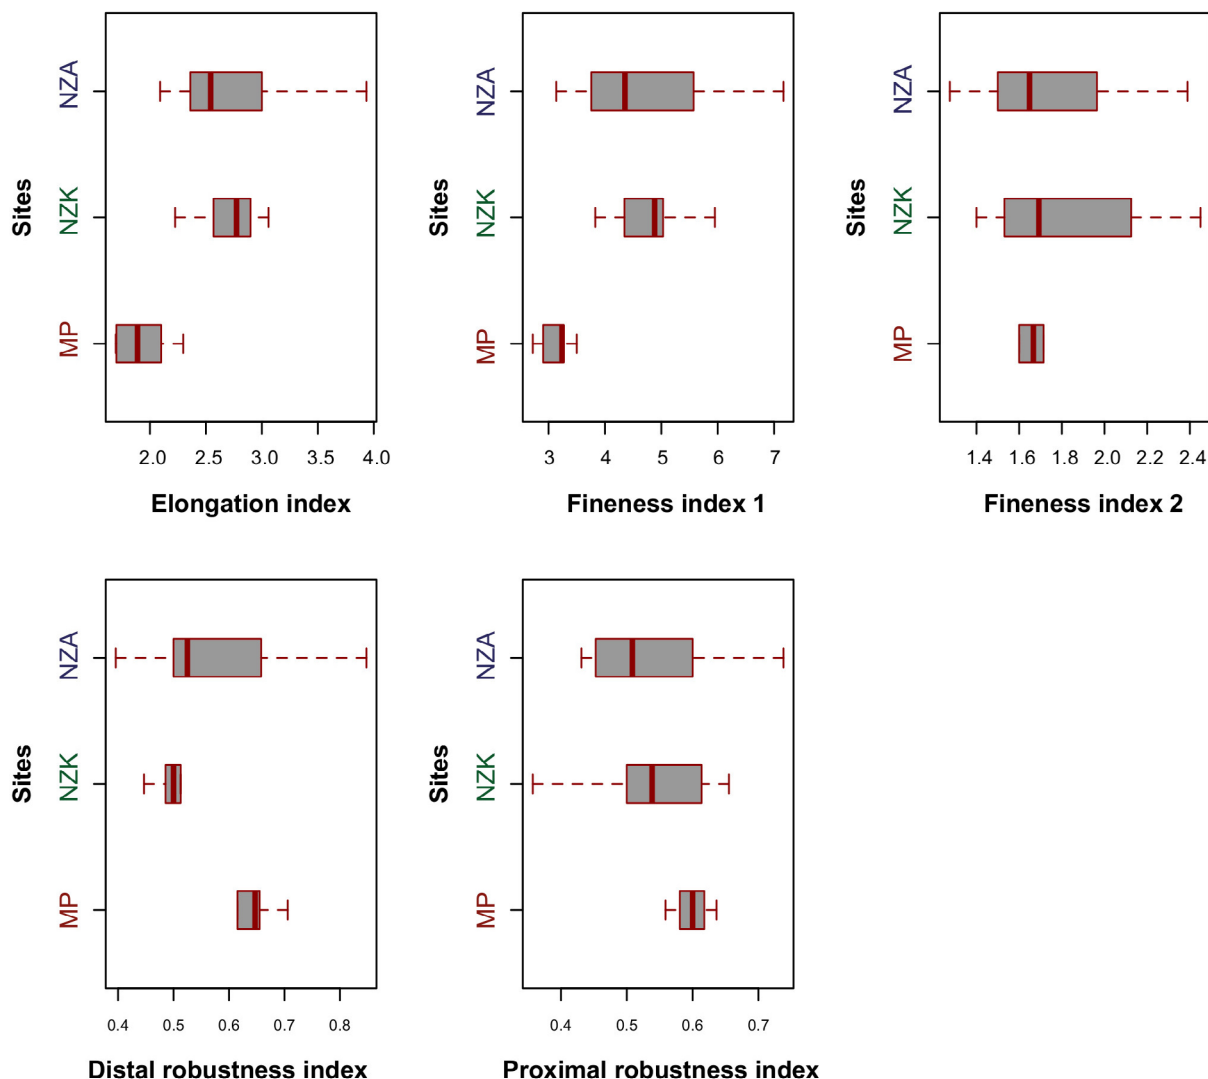 Sites
NZA
NZK
MP
2.0 2.5 3.0 3.5 4.0
Elongation index
Sites
NZA
NZK
MP
3 4 5 6 7
Fineness index 1
Sites
NZA
NZK
MP
1.4 1.6 1.8 2.0 2.2 2.4
Fineness index 2
Sites
NZA
NZK
MP
0.4 0.5 0.6 0.7 0.8
Distal robustness index
Sites
NZA
NZK
MP
0.4 0.5 0.6 0.7
Proximal robustness index